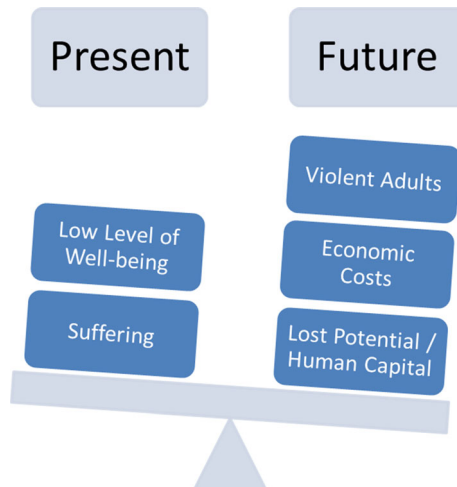 Present
Future
Low Level of
Well-being
Suffering
Violent Adults
Economic
Costs
Lost Potential /
Human Capital